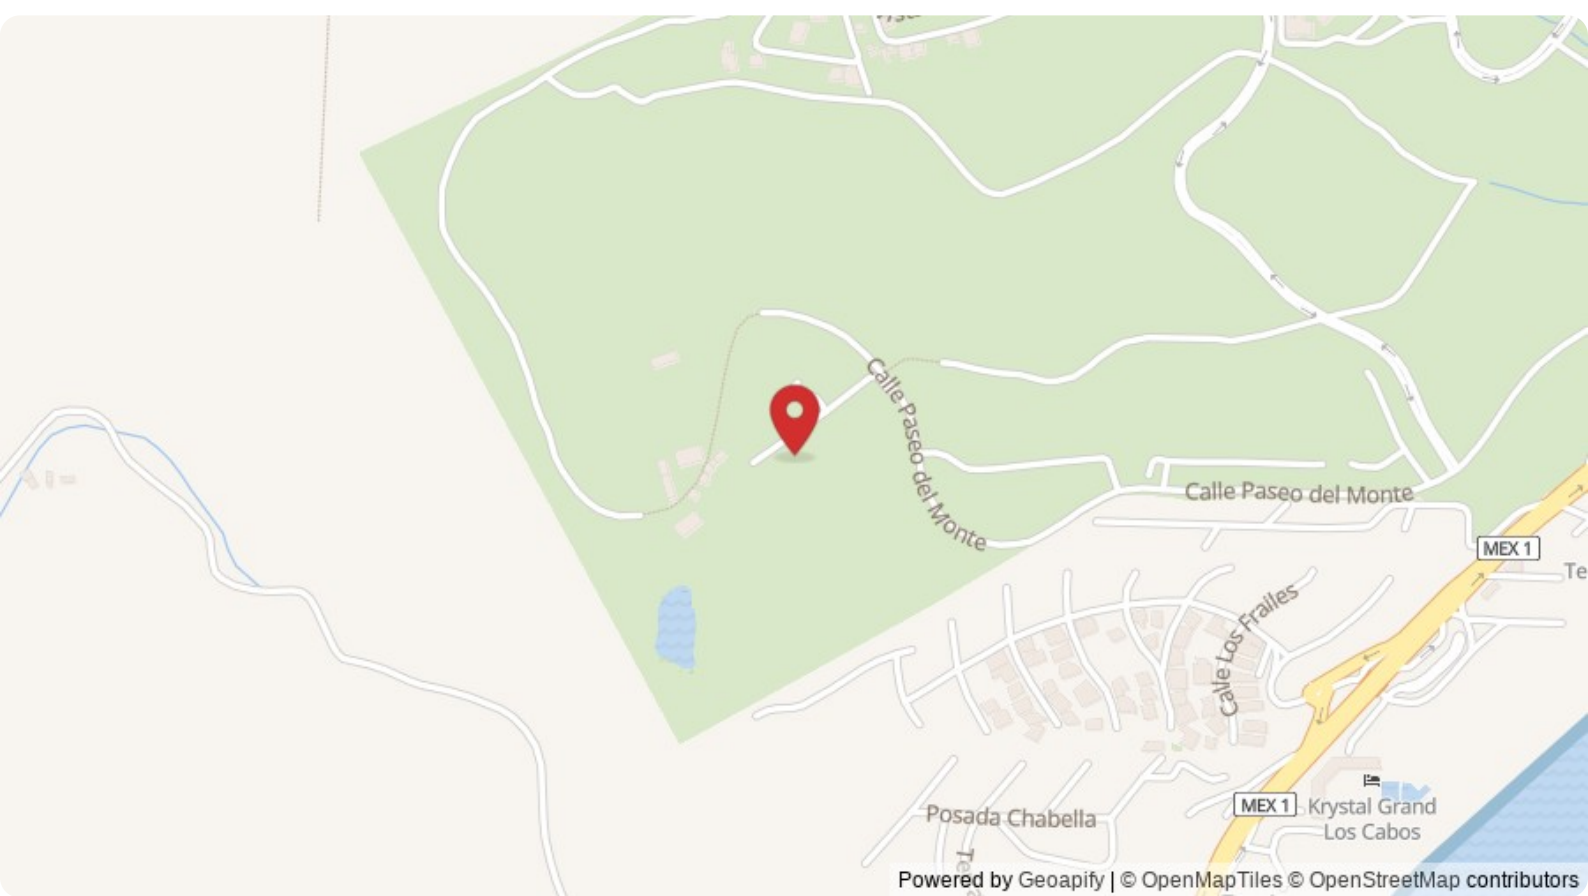 Calle Paseo del Monte
Calle Paseo del Monte
MEX 1
Te
Calle Los Frailes
MEX 1
Krystal Grand
Los Cabos
Posada Chabella
Powered by Geoapify | © OpenMapTiles © OpenStreetMap contributors